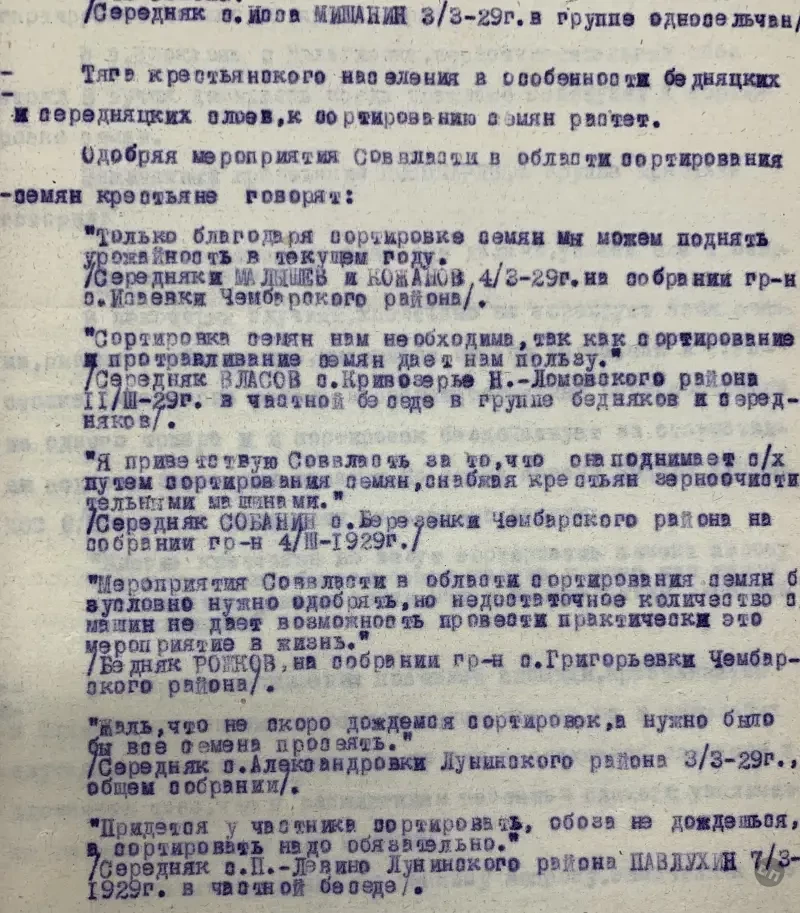 /Середняк с.Исса МИШАНИН 3/3-29г.в группе односельчан/
- Тяга крестьянского населения в особенности бедняцких
и середняцких слоев,к сортированию семян растет.
Одобряя мероприятия Соввласти в области сортирования
-семян крестьяне говорят:
"Только благодаря сортировке семян мы можем поднять
урожайность в текущем году.
/Середняки МАЛЫШЕВ и КОЖАНОВ 4/3-29г.на собрании гр-н
с.Исаевки Чембарского района/.
"Сортировка семян нам необходима,так как сортирование
и протравливание семян дает нам пользу."
/Середняк ВЛАСОВ с.Кривозерье Н.-Ломовского района
II/Ш-29г. в частной беседе в группе бедняков и серед-
няков/.
"Я приветствую Соввласть за то,что она поднимает с/х
путем сортирования семян,снабжая крестьян зерноочисти
тельными машинами."
/Середняк СОБАНИН с.Березенки Чембарского района на
собрании гр-н 4/Ш-1929г./
"Мероприятия Соввласти в области сортирования семян б
зусловно нужно одобрять,но недостаточное количество с
машин не дает возможность провести практически это
мероприятие в жизнь."
/Бедняк РОЖКОВ,на собрании гр-н с.Григорьевки Чембар-
ского района/.
"Жаль,что не скоро дождемся сортировок,а нужно было
бы все семена просеять."
/Середняк с.Александровки Лунинского района 3/3-29г.,
общем собрании/.
"Придется у частника сортировать, обоза не дождешься,
а сортировать надо обязательно."
/Середняк с.П.-Левино Лунинского района ПАВЛУХИН 7/3-
1929г. в частной беседе/.